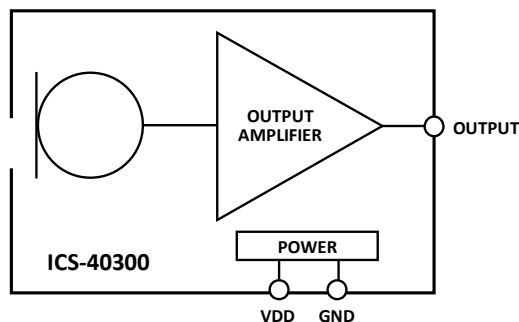 OUTPUT
AMPLIFIER
OUTPUT
POWER
ICS-40300
VDD GND